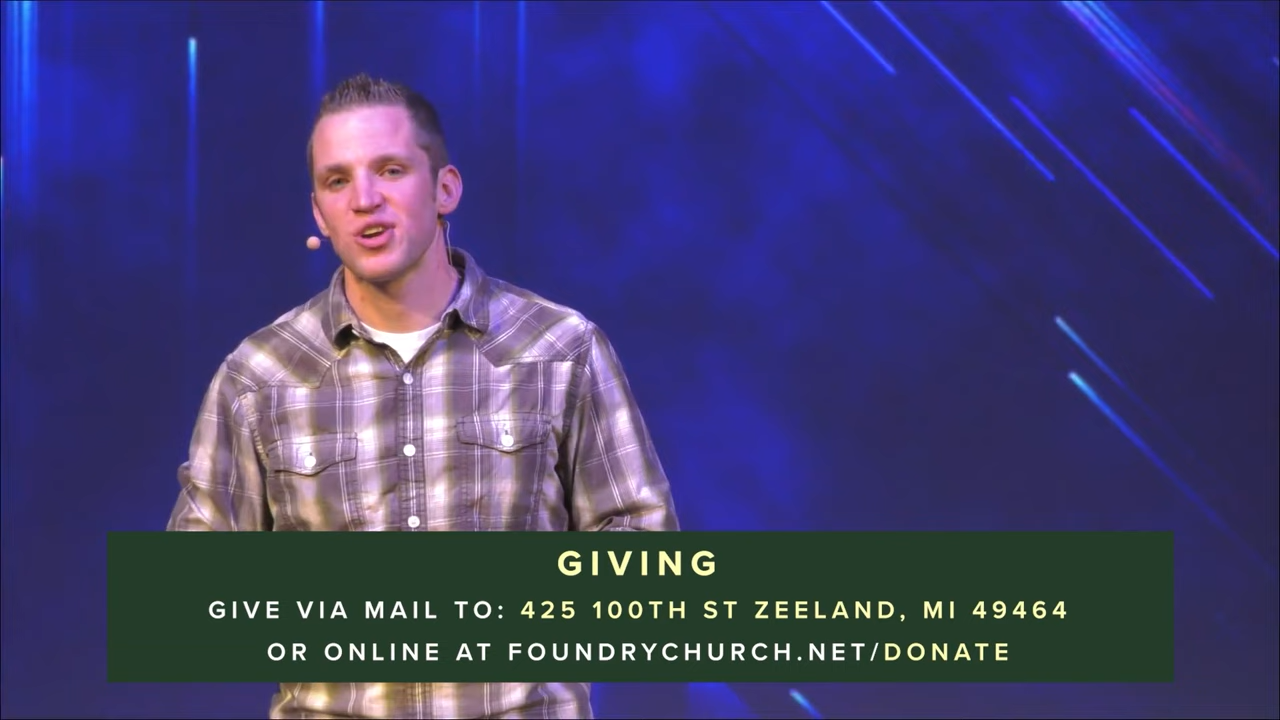 GIVING
GIVE VIA MAIL TO: 425 100TH ST ZEELAND, MI 49464
OR ONLINE AT FOUNDRYCHURCH.NET/DONATE